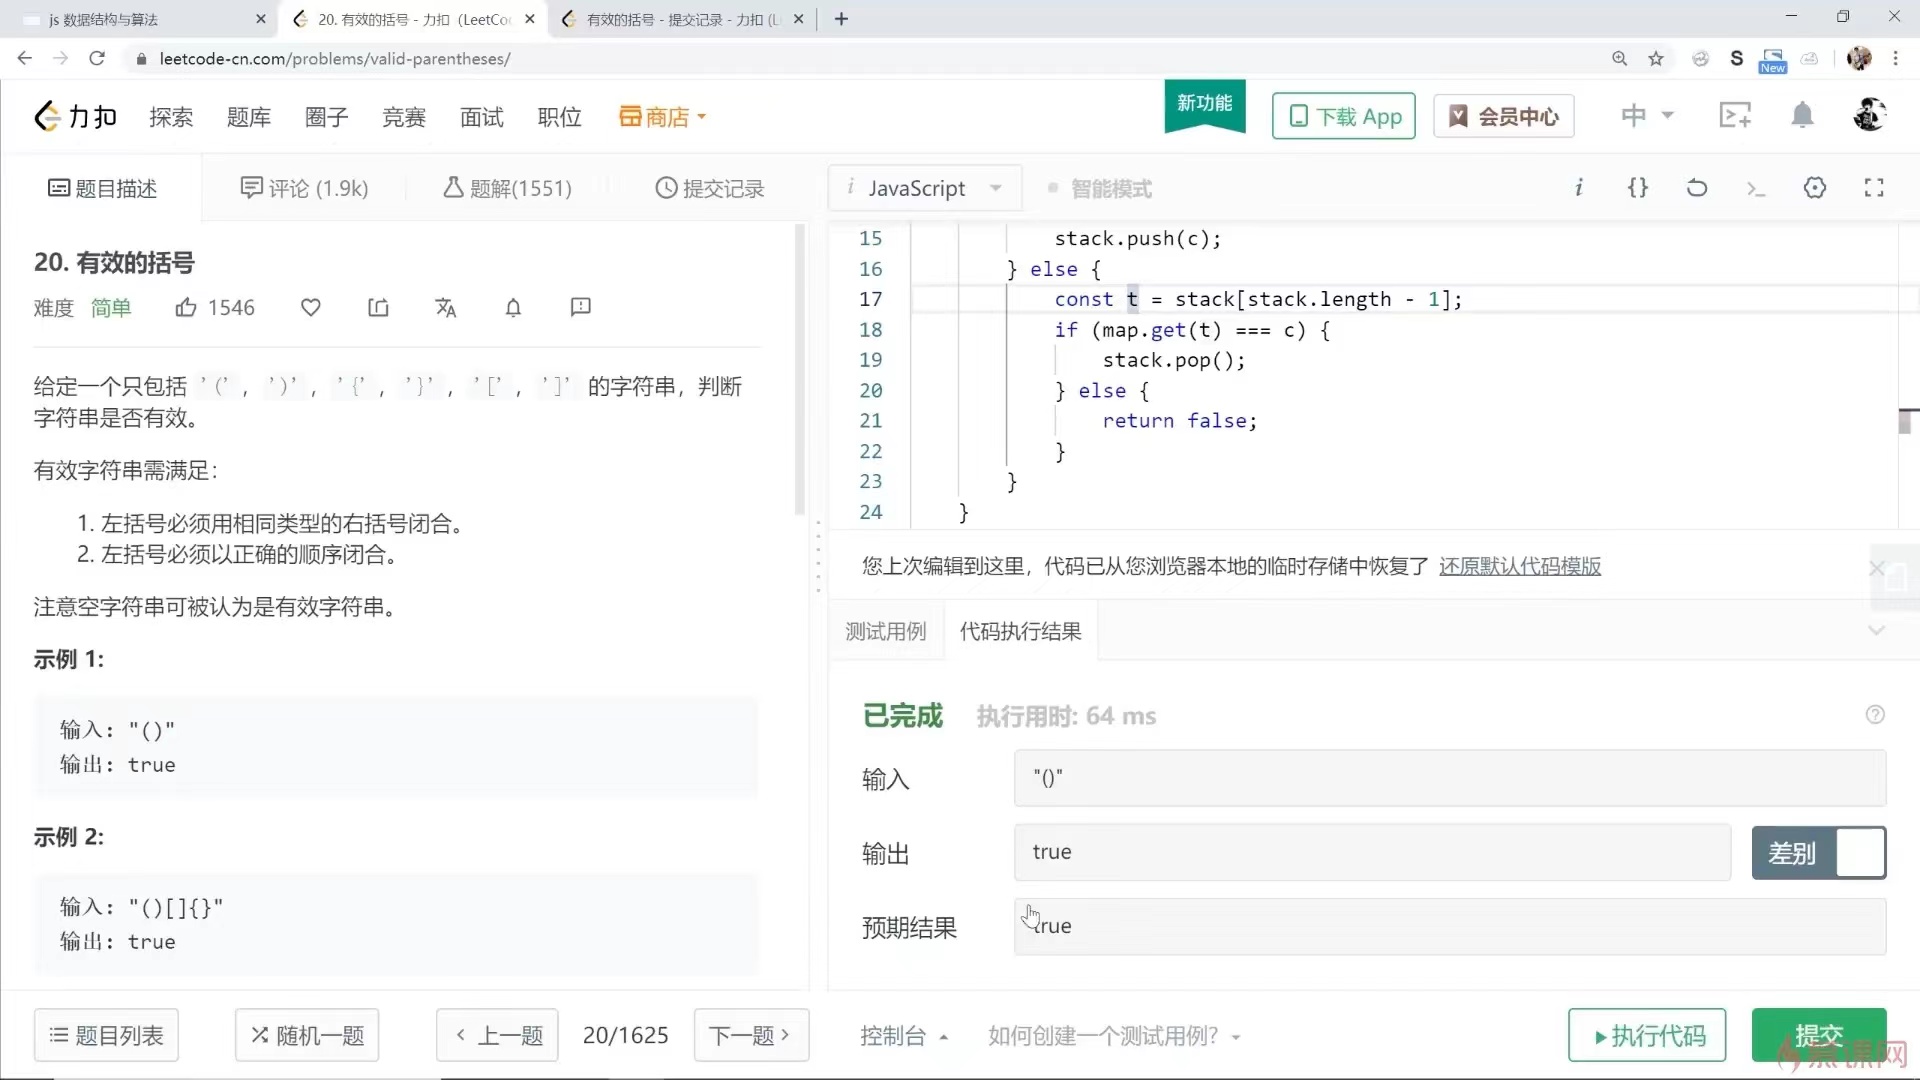 js 数据结构与算法
20. 有效的括号 - 力扣（LeetCo
有效的括号 - 提交记录 - 力扣（L
leetcode-cn.com/problems/valid-parentheses/
S
New
力扣 探索 题库 圈子 竞赛 面试 职位 商店 新功能 下载 App 会员中心 中
题目描述 评论 (1.9k) 题解(1551) 提交记录
20. 有效的括号
难度 简单 1546
给定一个只包括 '(', ')', '{', '}', '[', ']' 的字符串，判断
字符串是否有效。
有效字符串需满足：
1. 左括号必须用相同类型的右括号闭合。
2. 左括号必须以正确的顺序闭合。
注意空字符串可被认为是有效字符串。
示例 1:
输入: "()"
输出: true
示例 2:
输入: "()[]{}"
输出: true
题目列表 随机一题 < 上一题 20/1625 下一题 >
i JavaScript 智能模式 i {} >_
15 stack.push(c);
16 } else {
17 const t = stack[stack.length - 1];
18 if (map.get(t) === c) {
19 stack.pop();
20 } else {
21 return false;
22 }
23 }
24 }
您上次编辑到这里，代码已从您浏览器本地的临时存储中恢复了 还原默认代码模版
测试用例 代码执行结果
已完成 执行用时: 64 ms
输入 "()"
输出 true 差别
预期结果 true
控制台 如何创建一个测试用例? 执行代码 提交
慕课网